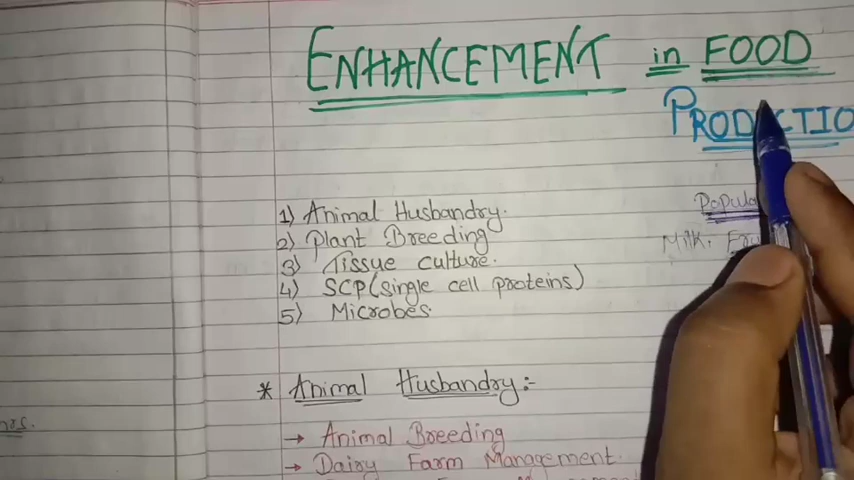 ENHANCEMENT in FOOD
1) Animal Husbandry.
2) Plant Breeding
3) Tissue culture.
4) SCP (single cell proteins)
5) Microbes.
Milk.
* Animal Husbandry :-
→ Animal Breeding
→ Dairy Farm Management.